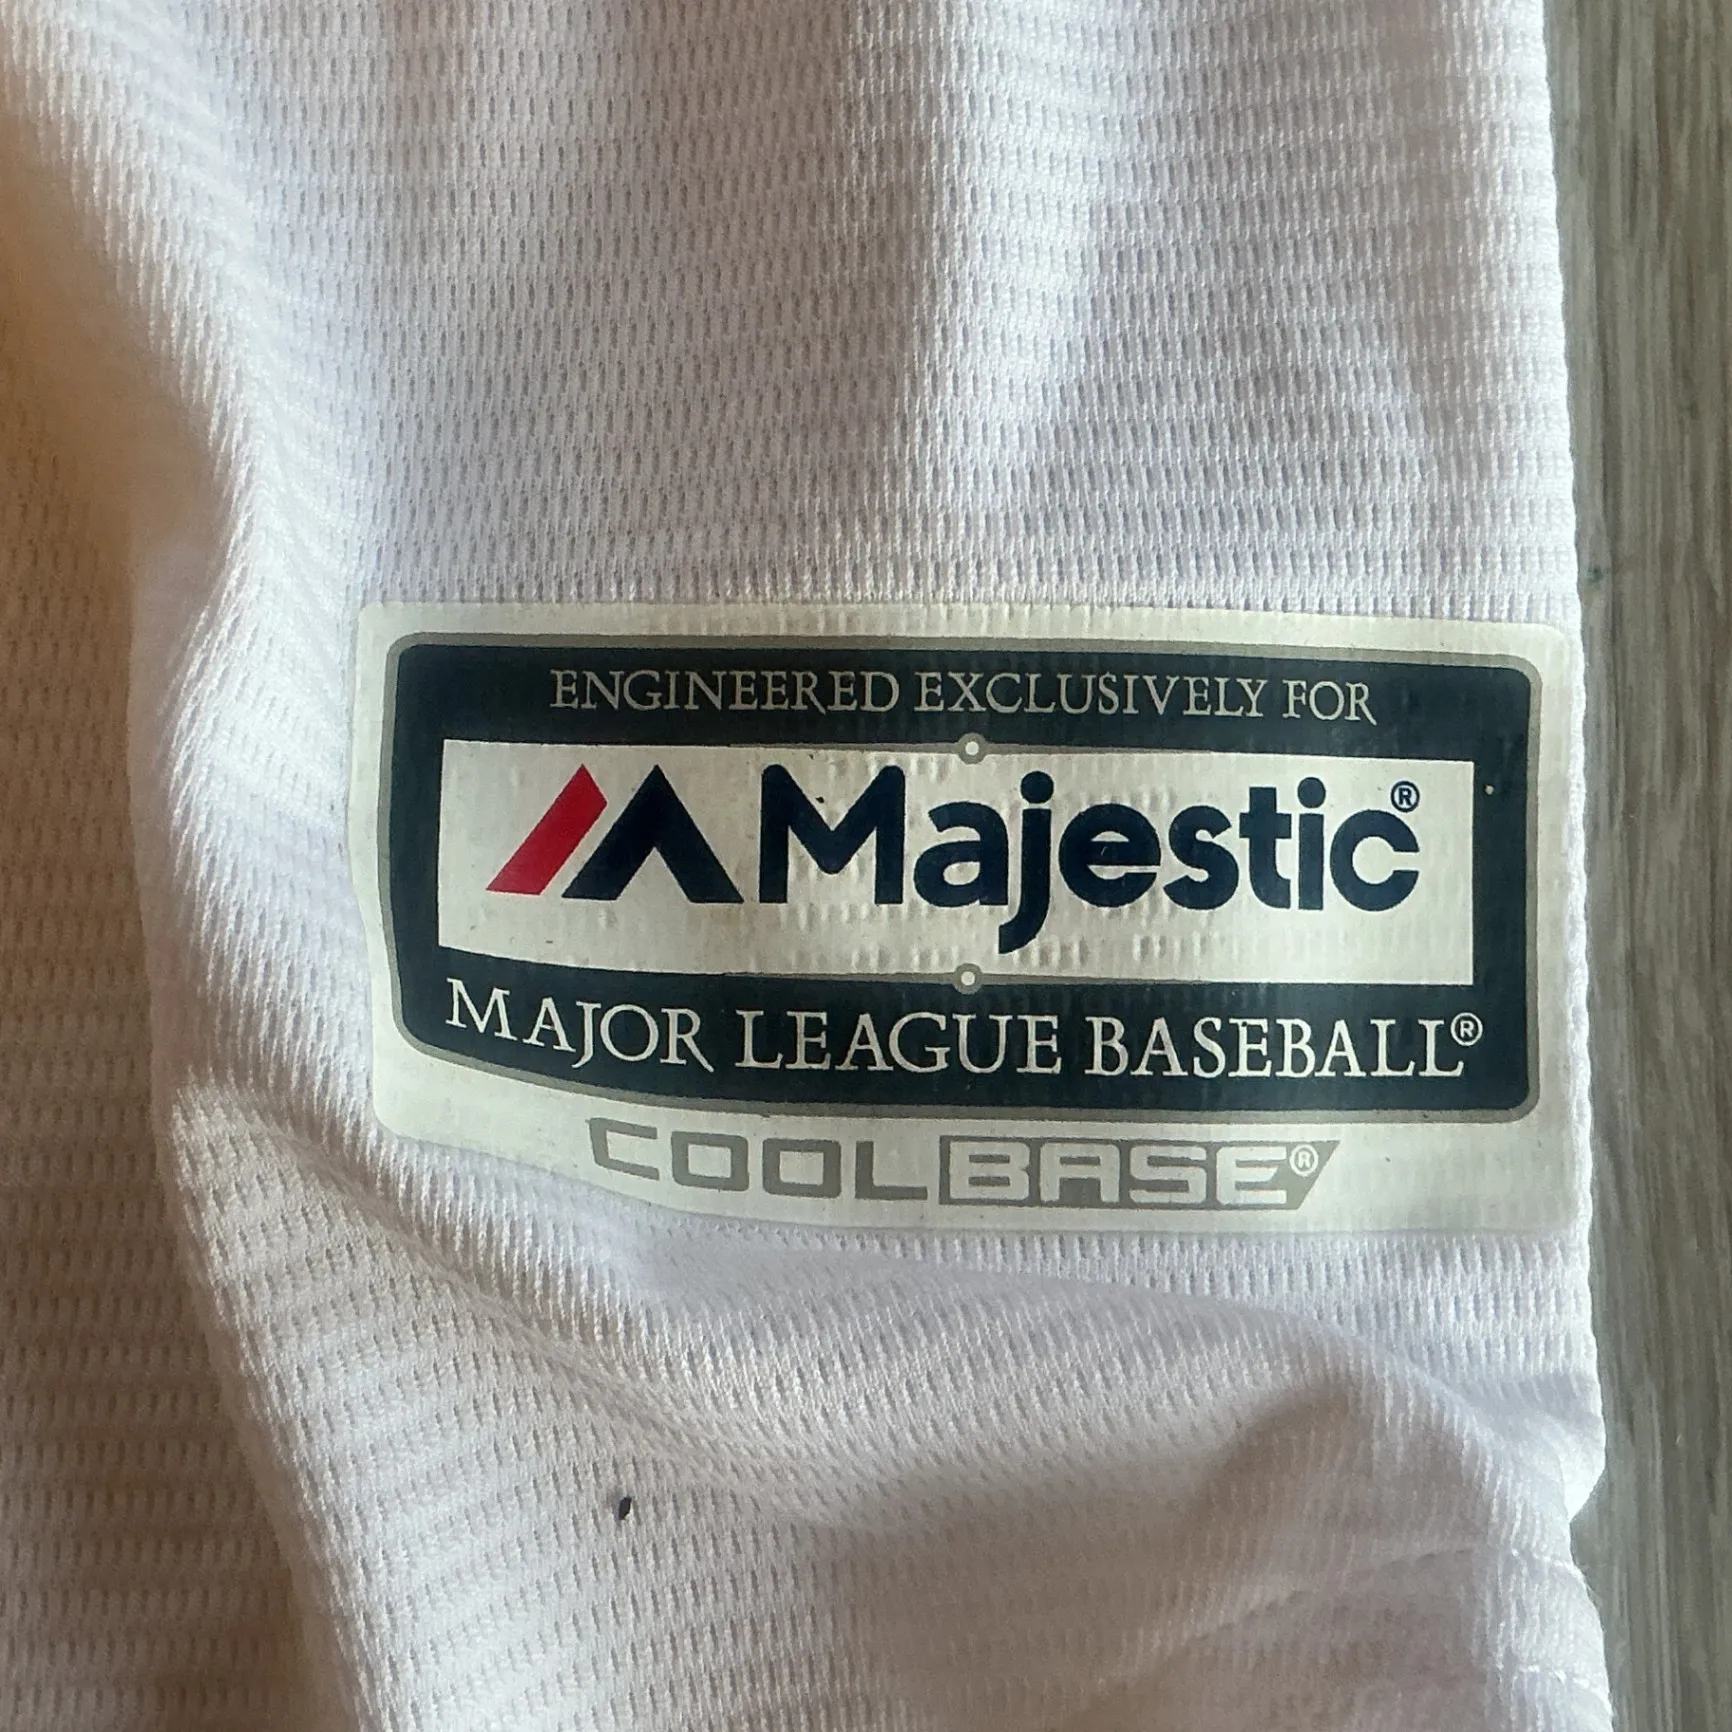 ENGINEERED EXCLUSIVELY FOR
Majestic®
MAJOR LEAGUE BASEBALL®
COOLBASE®